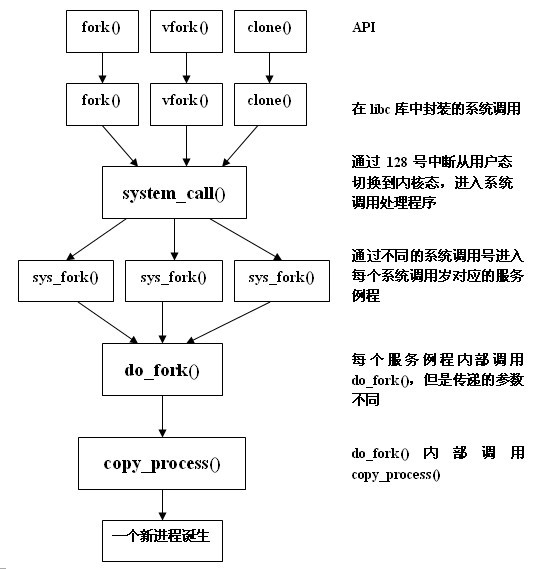 fork() vfork() clone() API
fork() vfork() clone() 在 libc 库中封装的系统调用
通过 128 号中断从用户态
切换到内核态，进入系统
调用处理程序
system_call()
通过不同的系统调用号进入
每个系统调用岁对应的服务
例程
sys_fork() sys_fork() sys_fork()
每个服务例程内部调用
do_fork()，但是传递的参数
不同
do_fork()
do_fork() 内部调用
copy_process()
copy_process()
一个新进程诞生